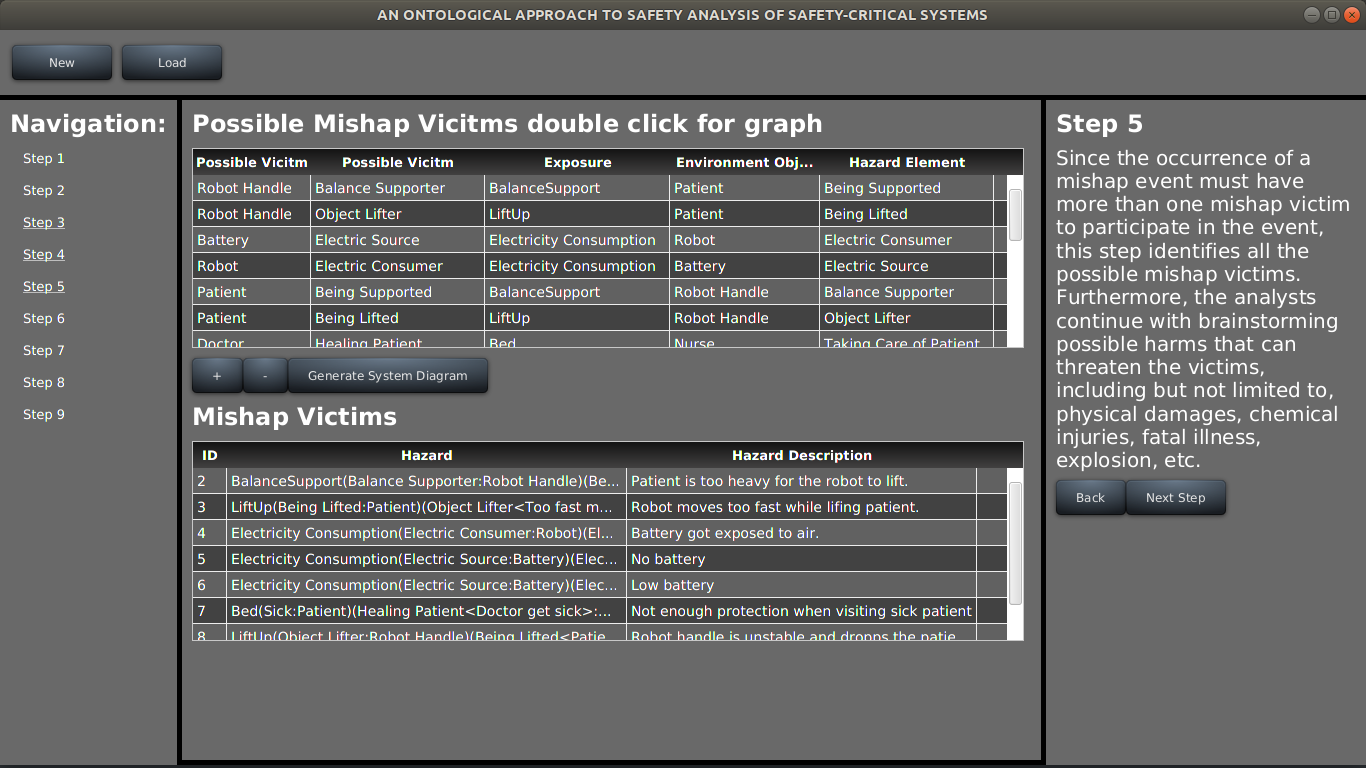 AN ONTOLOGICAL APPROACH TO SAFETY ANALYSIS OF SAFETY-CRITICAL SYSTEMS
New Load
Navigation:
Step 1
Step 2
Step 3
Step 4
Step 5
Step 6
Step 7
Step 8
Step 9
Possible Mishap Vicitms double click for graph
Possible Vicitm Possible Vicitm Exposure Environment Obj... Hazard Element
Robot Handle Balance Supporter BalanceSupport Patient Being Supported
Robot Handle Object Lifter LiftUp Patient Being Lifted
Battery Electric Source Electricity Consumption Robot Electric Consumer
Robot Electric Consumer Electricity Consumption Battery Electric Source
Patient Being Supported BalanceSupport Robot Handle Balance Supporter
Patient Being Lifted LiftUp Robot Handle Object Lifter
Doctor Healing Patient Bed Nurse Taking Care of Patient
+ - Generate System Diagram
Mishap Victims
ID Hazard Hazard Description
2 BalanceSupport(Balance Supporter:Robot Handle)(Be... Patient is too heavy for the robot to lift.
3 LiftUp(Being Lifted:Patient)(Object Lifter<Too fast m... Robot moves too fast while lifing patient.
4 Electricity Consumption(Electric Consumer:Robot)(El... Battery got exposed to air.
5 Electricity Consumption(Electric Source:Battery)(Elec... No battery
6 Electricity Consumption(Electric Source:Battery)(Elec... Low battery
7 Bed(Sick:Patient)(Healing Patient<Doctor get sick>:... Not enough protection when visiting sick patient
8 LiftUp(Object Lifter:Robot Handle)(Being Lifted<Patie... Robot handle is unstable and dropps the patie...
Step 5
Since the occurrence of a
mishap event must have
more than one mishap victim
to participate in the event,
this step identifies all the
possible mishap victims.
Furthermore, the analysts
continue with brainstorming
possible harms that can
threaten the victims,
including but not limited to,
physical damages, chemical
injuries, fatal illness,
explosion, etc.
Back Next Step